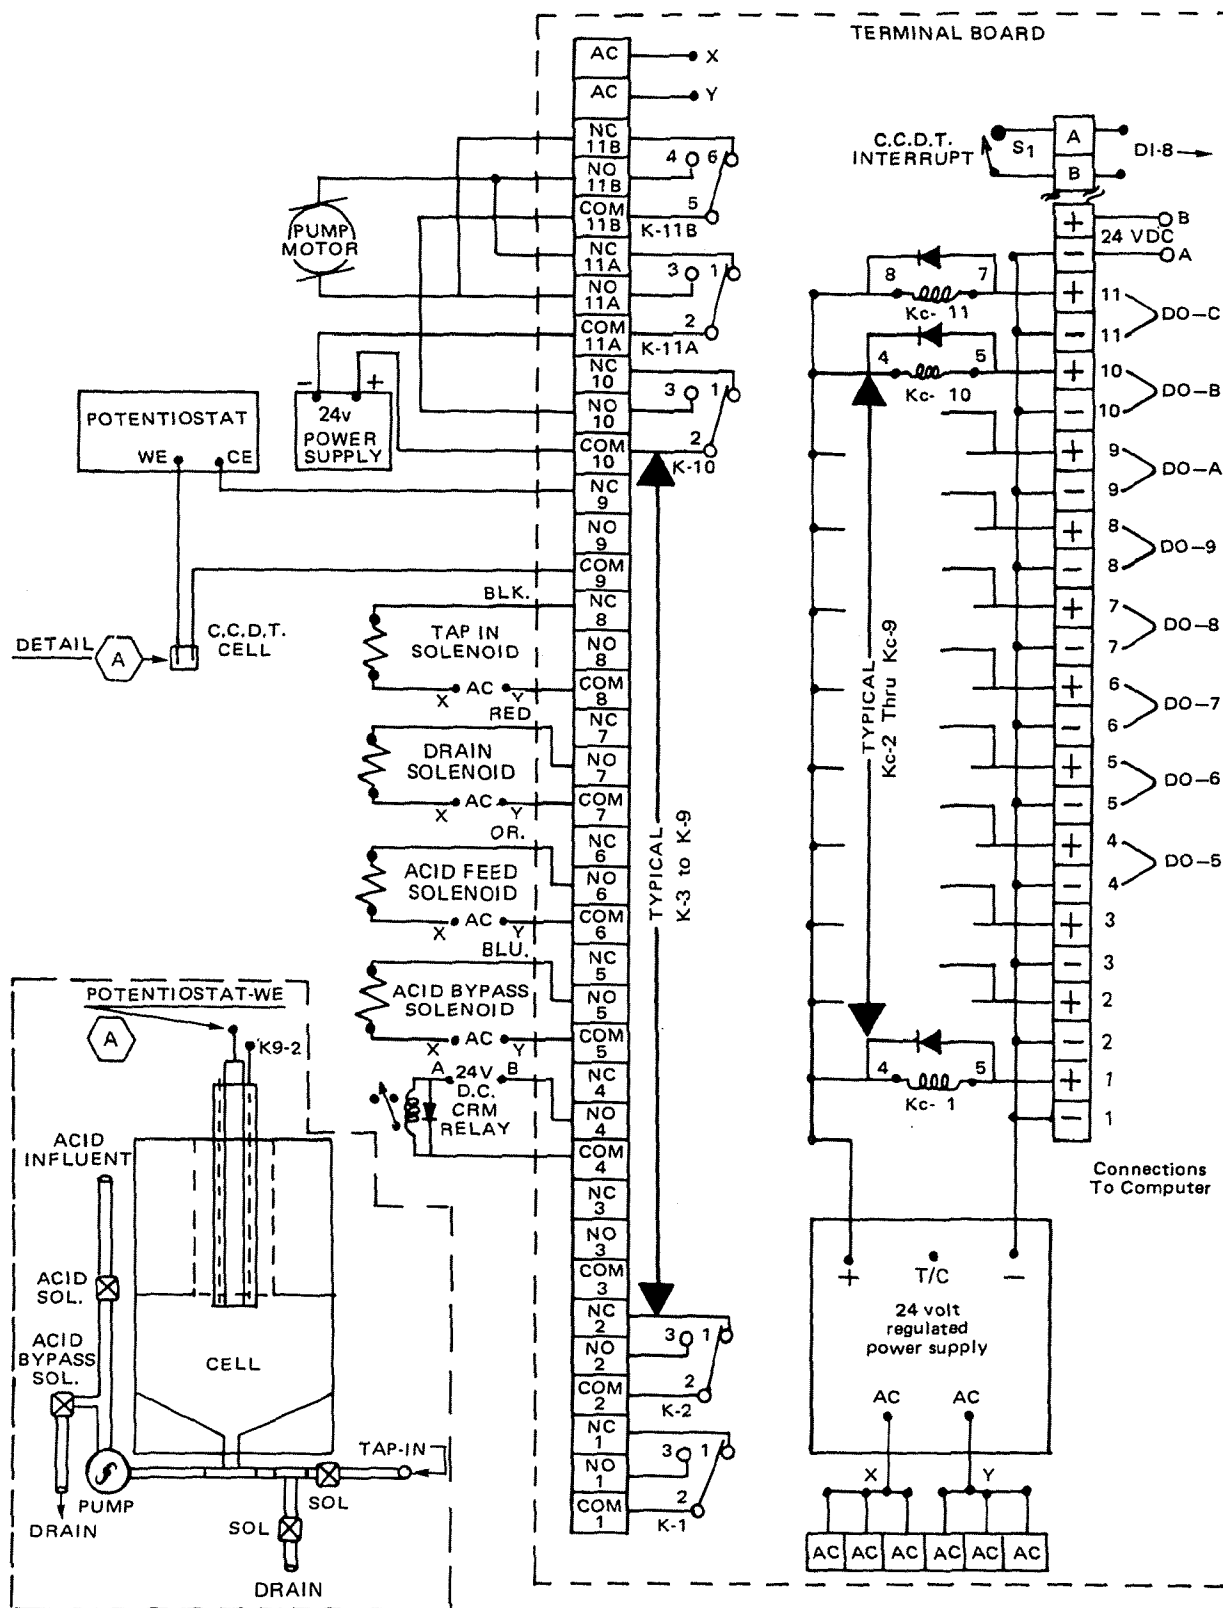 TERMINAL BOARD
AC
X
AC
Y
NC
11B
NO
11B
COM
11B
NC
11A
NO
11A
COM
11A
NC
10
NO
10
COM
10
NC
9
NO
9
COM
9
NC
8
NO
8
COM
8
NC
7
NO
7
COM
7
NC
6
NO
6
COM
6
NC
5
NO
5
COM
5
NC
4
NO
4
COM
4
NC
3
NO
3
COM
3
NC
2
NO
2
COM
2
NC
1
NO
1
COM
1
4 6
5
K-11B
3 1
2
K-11A
3 1
2
K-10
TYPICAL
K-3 to K-9
3 1
2
K-2
3 1
2
K-1
PUMP
MOTOR
- +
24v
POWER
SUPPLY
POTENTIOSTAT
WE CE
DETAIL
A
C.C.D.T.
CELL
BLK.
TAP IN
SOLENOID
X AC Y
RED
DRAIN
SOLENOID
X AC Y
OR.
ACID FEED
SOLENOID
X AC Y
BLU.
ACID BYPASS
SOLENOID
X AC Y
A 24V B
D.C.
CRM
RELAY
POTENTIOSTAT-WE
A
K9-2
ACID
INFLUENT
ACID
SOL.
ACID
BYPASS
SOL.
CELL
TAP-IN
PUMP
SOL
DRAIN
SOL
DRAIN
C.C.D.T.
INTERRUPT
S1
A
B
DI-8
+
B
24 VDC
-
A
8 7
Kc- 11
+ 11
- 11
DO-C
4 5
Kc- 10
+ 10
- 10
DO-B
+ 9
- 9
DO-A
+ 8
- 8
DO-9
+ 7
- 7
DO-8
+ 6
- 6
DO-7
+ 5
- 5
DO-6
+ 4
- 4
DO-5
+ 3
- 3
+ 2
- 2
4 5
Kc- 1
+ 1
- 1
TYPICAL
Kc-2 Thru Kc-9
Connections
To Computer
+ T/C -
24 volt
regulated
power supply
AC AC
X Y
AC AC AC AC AC AC